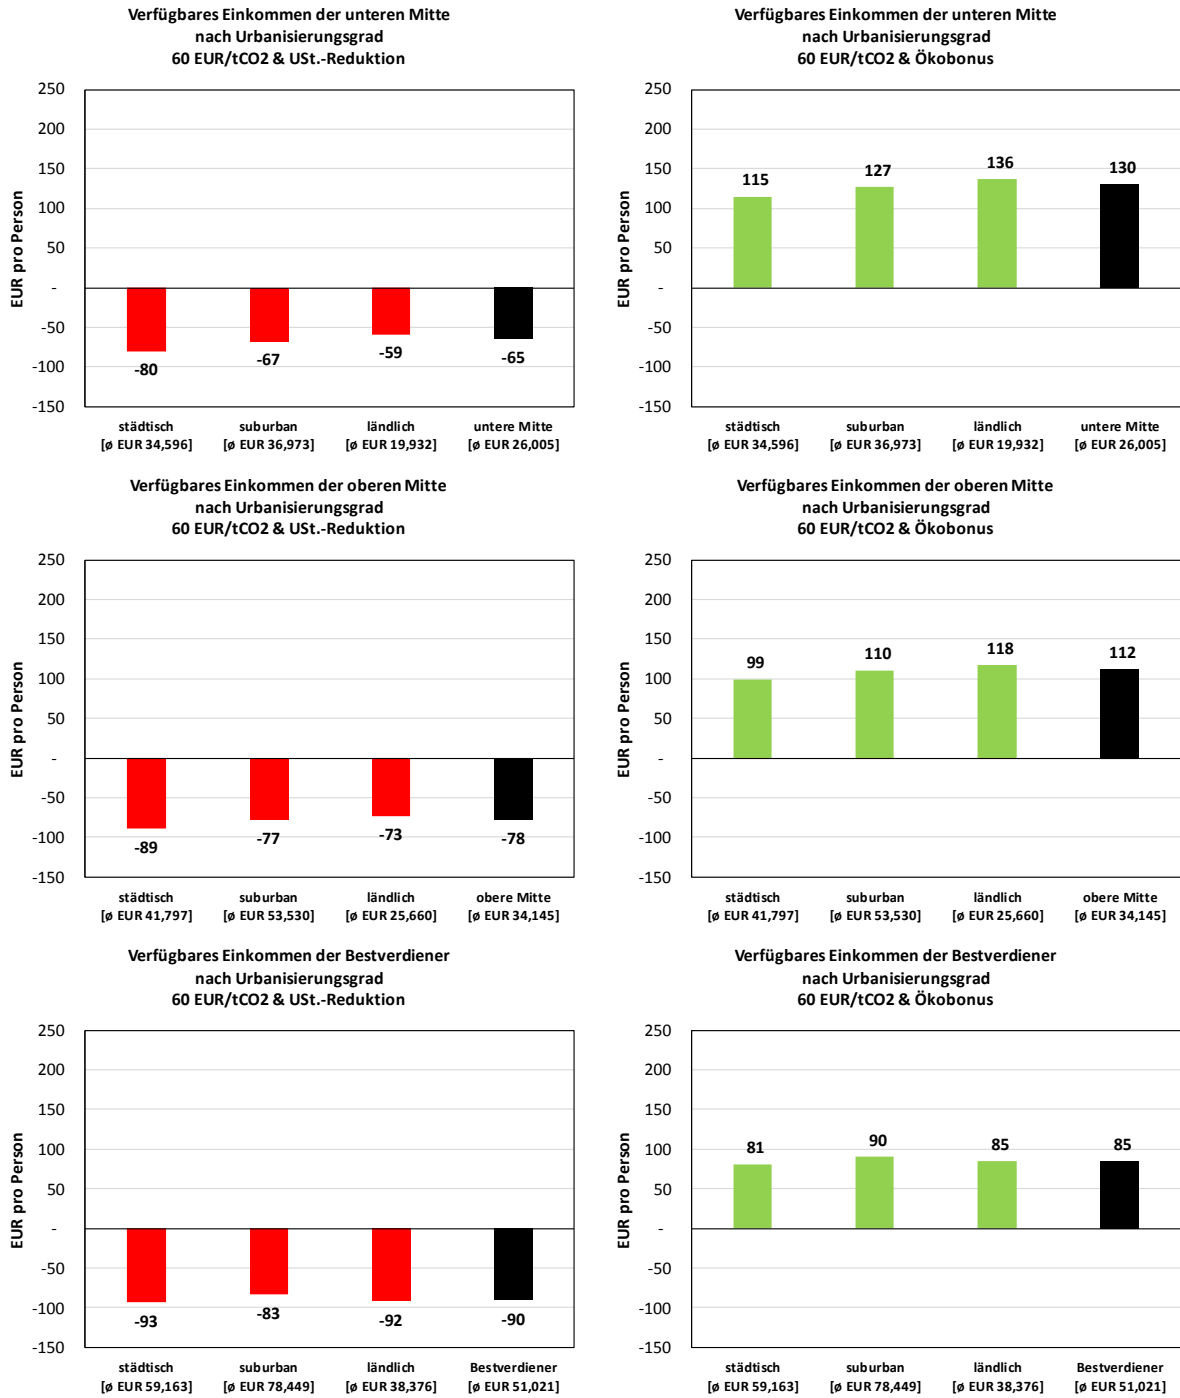 Verfügbares Einkommen der unteren Mitte
nach Urbanisierungsgrad
60 EUR/tCO2 & USt.-Reduktion
EUR pro Person
250
200
150
100
50
-
-50
-100
-150
-80
-67
-59
-65
städtisch
[ø EUR 34,596]
suburban
[ø EUR 36,973]
ländlich
[ø EUR 19,932]
untere Mitte
[ø EUR 26,005]
Verfügbares Einkommen der unteren Mitte
nach Urbanisierungsgrad
60 EUR/tCO2 & Ökobonus
EUR pro Person
250
200
150
100
50
-
-50
-100
-150
115
127
136
130
städtisch
[ø EUR 34,596]
suburban
[ø EUR 36,973]
ländlich
[ø EUR 19,932]
untere Mitte
[ø EUR 26,005]
Verfügbares Einkommen der oberen Mitte
nach Urbanisierungsgrad
60 EUR/tCO2 & USt.-Reduktion
EUR pro Person
250
200
150
100
50
-
-50
-100
-150
-89
-77
-73
-78
städtisch
[ø EUR 41,797]
suburban
[ø EUR 53,530]
ländlich
[ø EUR 25,660]
obere Mitte
[ø EUR 34,145]
Verfügbares Einkommen der oberen Mitte
nach Urbanisierungsgrad
60 EUR/tCO2 & Ökobonus
EUR pro Person
250
200
150
100
50
-
-50
-100
-150
99
110
118
112
städtisch
[ø EUR 41,797]
suburban
[ø EUR 53,530]
ländlich
[ø EUR 25,660]
obere Mitte
[ø EUR 34,145]
Verfügbares Einkommen der Bestverdiener
nach Urbanisierungsgrad
60 EUR/tCO2 & USt.-Reduktion
EUR pro Person
250
200
150
100
50
-
-50
-100
-150
-93
-83
-92
-90
städtisch
[ø EUR 59,163]
suburban
[ø EUR 78,449]
ländlich
[ø EUR 38,376]
Bestverdiener
[ø EUR 51,021]
Verfügbares Einkommen der Bestverdiener
nach Urbanisierungsgrad
60 EUR/tCO2 & Ökobonus
EUR pro Person
250
200
150
100
50
-
-50
-100
-150
81
90
85
85
städtisch
[ø EUR 59,163]
suburban
[ø EUR 78,449]
ländlich
[ø EUR 38,376]
Bestverdiener
[ø EUR 51,021]